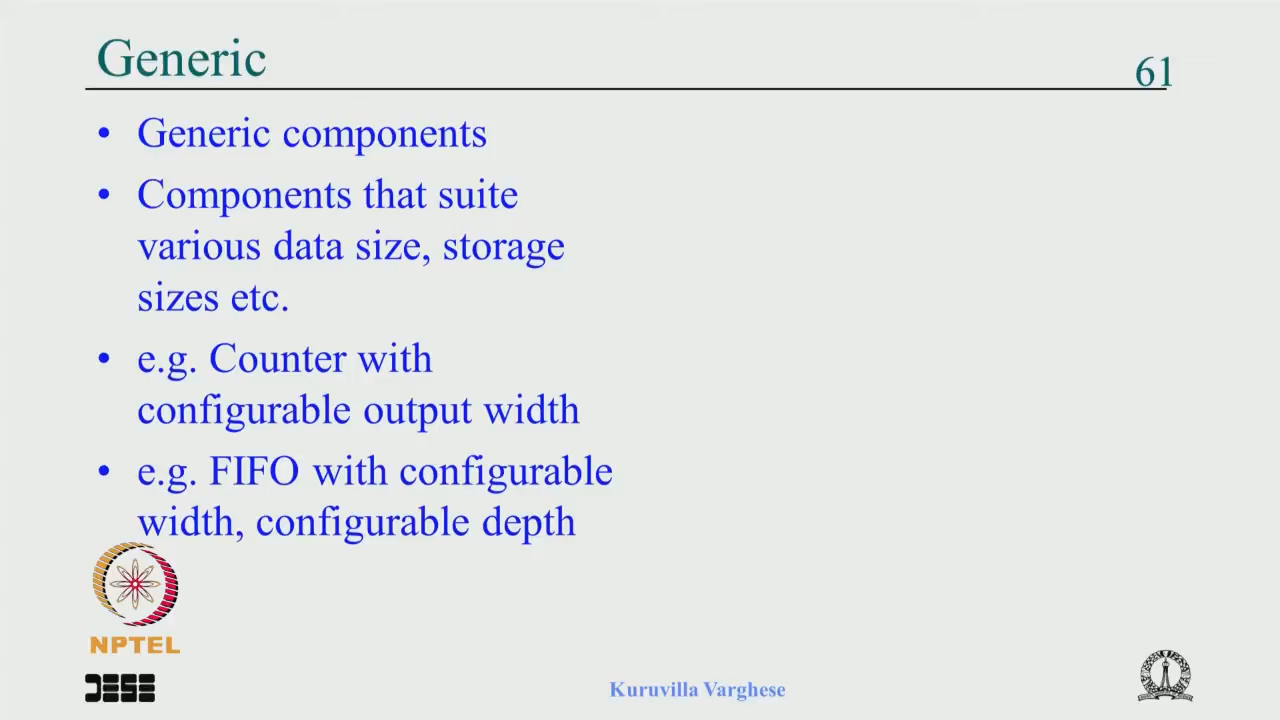 Generic
61
• Generic components
• Components that suite
various data size, storage
sizes etc.
• e.g. Counter with
configurable output width
• e.g. FIFO with configurable
width, configurable depth
NPTEL
DESE
Kuruvilla Varghese